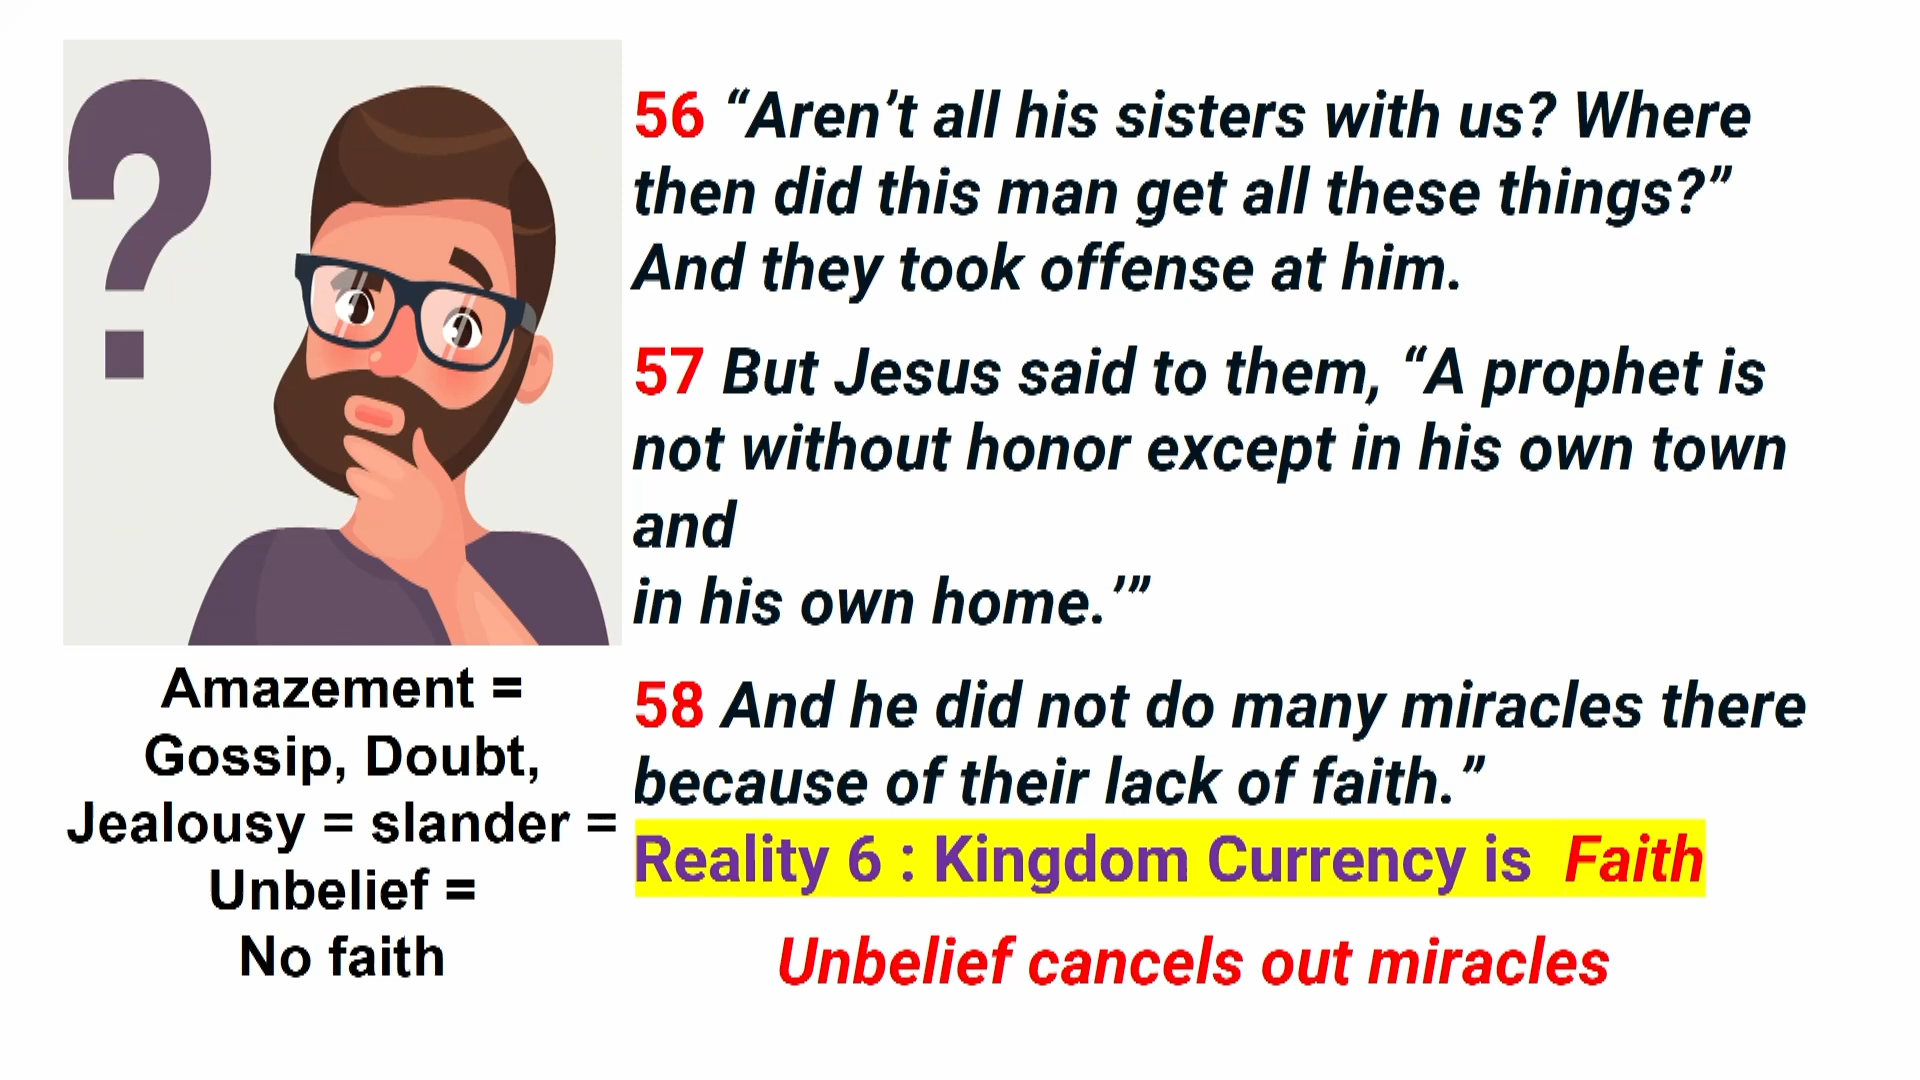 ?
56 “Aren’t all his sisters with us? Where
then did this man get all these things?”
And they took offense at him.
57 But Jesus said to them, “A prophet is
not without honor except in his own town
and
in his own home.’”
58 And he did not do many miracles there
because of their lack of faith.”
Reality 6 : Kingdom Currency is Faith
Unbelief cancels out miracles
Amazement =
Gossip, Doubt,
Jealousy = slander =
Unbelief =
No faith